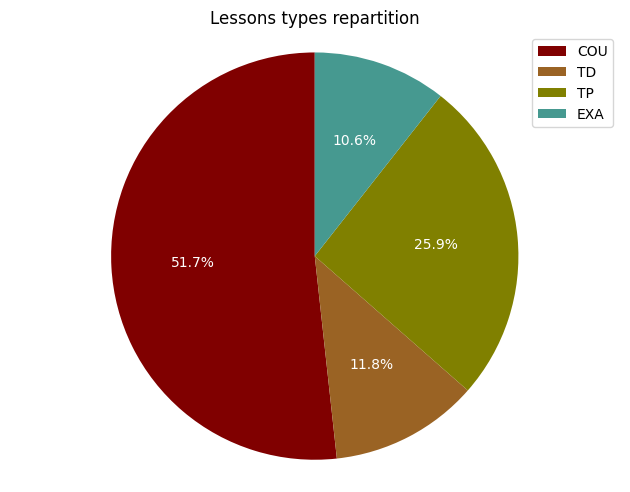 Lessons types repartition
COU
TD
TP
EXA
10.6%
25.9%
51.7%
11.8%